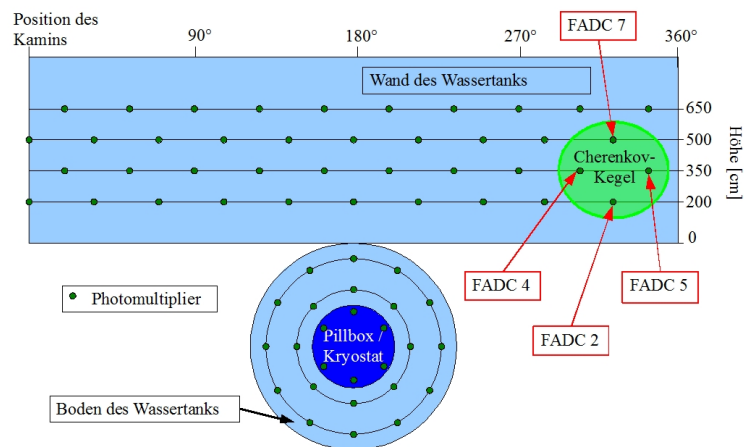 Position des
Kamins
90°
180°
270°
360°
FADC 7
Wand des Wassertanks
650
500
350
200
0
Höhe [cm]
Cherenkov-
Kegel
FADC 4
FADC 5
FADC 2
Photomultiplier
Pillbox /
Kryostat
Boden des Wassertanks